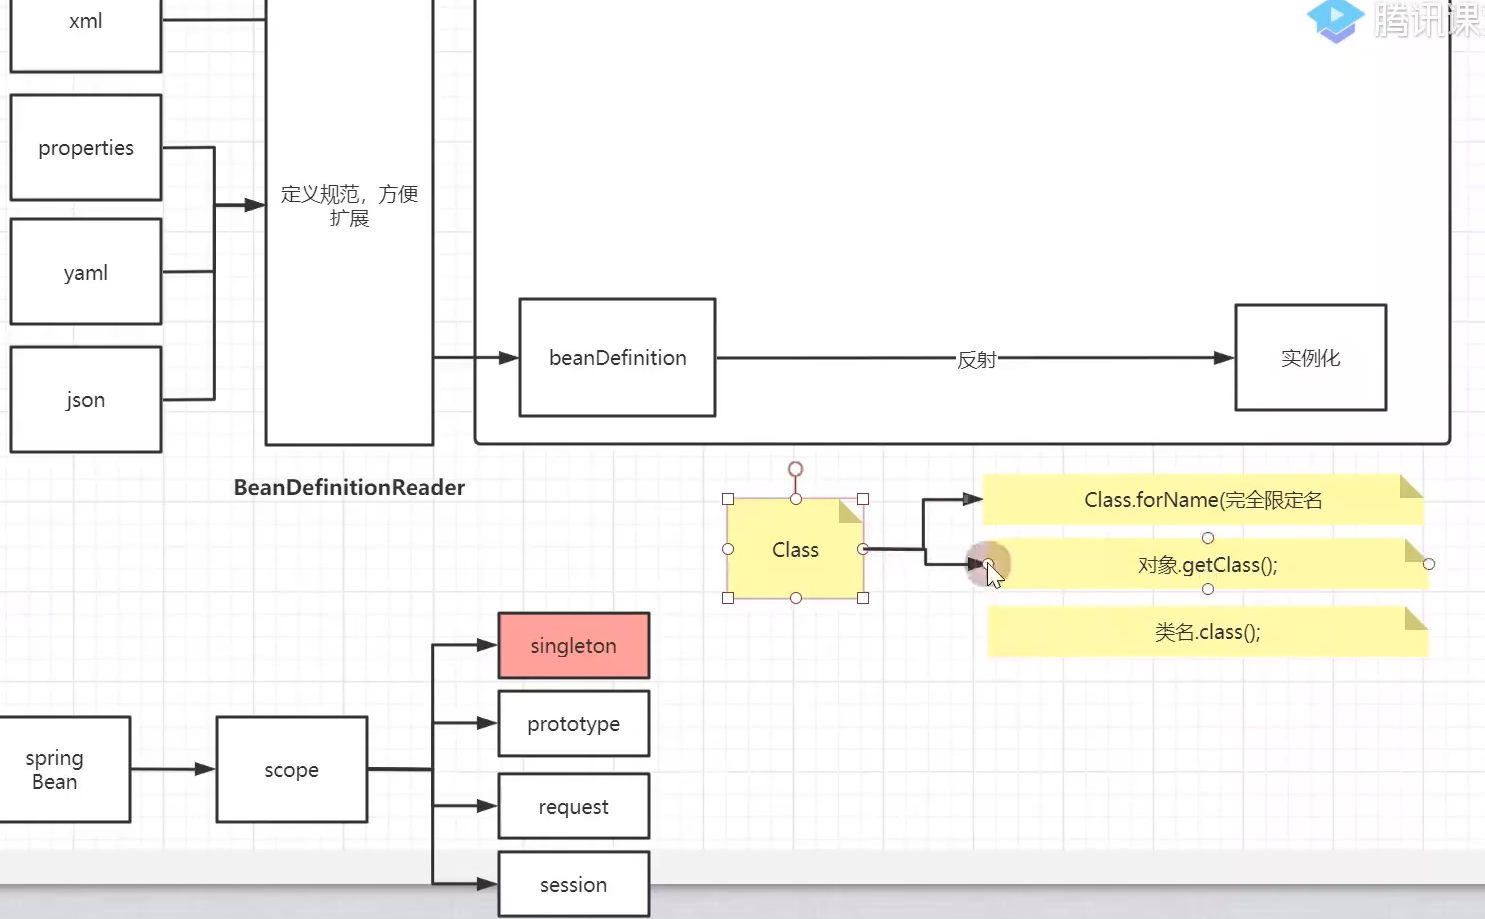 xml
腾讯课
properties
定义规范，方便
扩展
yaml
beanDefinition
反射
实例化
json
BeanDefinitionReader
Class
Class.forName(完全限定名
对象.getClass();
类名.class();
singleton
prototype
spring
Bean
scope
request
session